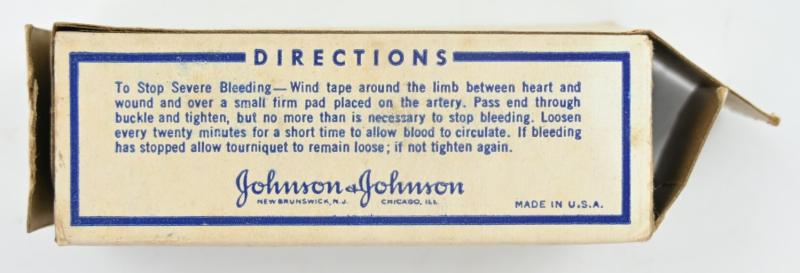 DIRECTIONS
To Stop Severe Bleeding—Wind tape around the limb between heart and
wound and over a small firm pad placed on the artery. Pass end through
buckle and tighten, but no more than is necessary to stop bleeding. Loosen
every twenty minutes for a short time to allow blood to circulate. If bleeding
has stopped allow tourniquet to remain loose; if not tighten again.
Johnson & Johnson
NEW BRUNSWICK, N.J. CHICAGO, ILL.
MADE IN U.S.A.